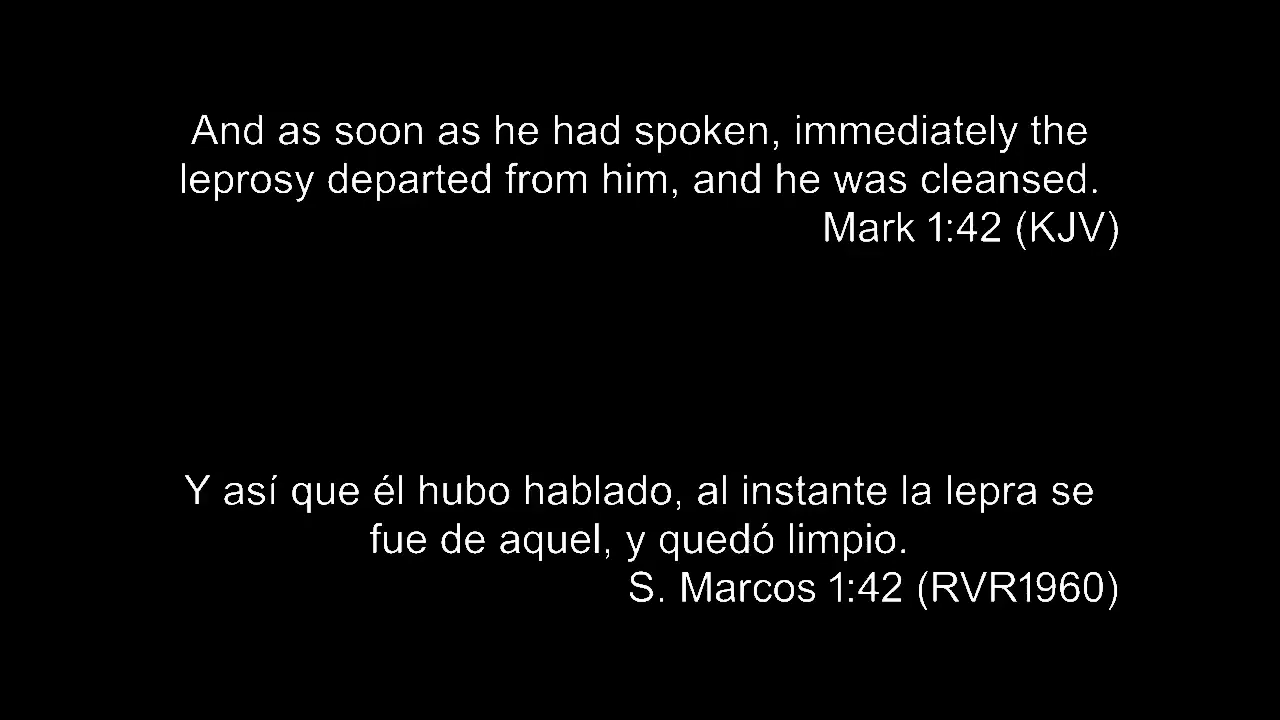 And as soon as he had spoken, immediately the
leprosy departed from him, and he was cleansed.
Mark 1:42 (KJV)
Y así que él hubo hablado, al instante la lepra se
fue de aquel, y quedó limpio.
S. Marcos 1:42 (RVR1960)